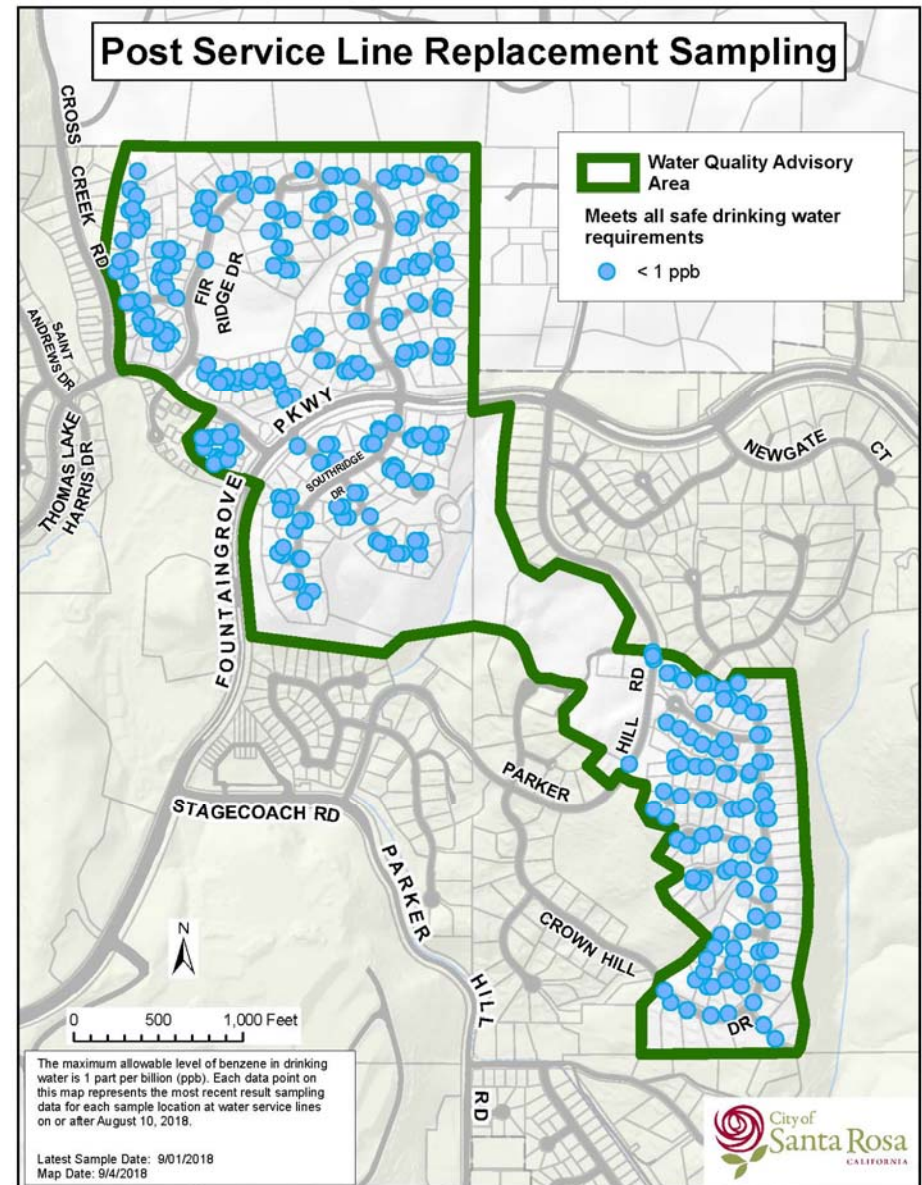 Post Service Line Replacement Sampling
Water Quality Advisory
Area
Meets all safe drinking water
requirements
< 1 ppb
CROSS CREEK RD
FIR
RIDGE DR
SAINT
ANDREWS DR
THOMAS LAKE
HARRIS DR
PKWY
FOUNTAINGROVE
SOUTHRIDGE
DR
NEWGATE
CT
HILL RD
PARKER
STAGECOACH RD
PARKER
HILL
RD
CROWN HILL
DR
N
0 500 1,000 Feet
The maximum allowable level of benzene in drinking
water is 1 part per billion (ppb). Each data point on
this map represents the most recent result sampling
data for each sample location at water service lines
on or after August 10, 2018.
Latest Sample Date: 9/01/2018
Map Date: 9/4/2018
City of
Santa Rosa
CALIFORNIA